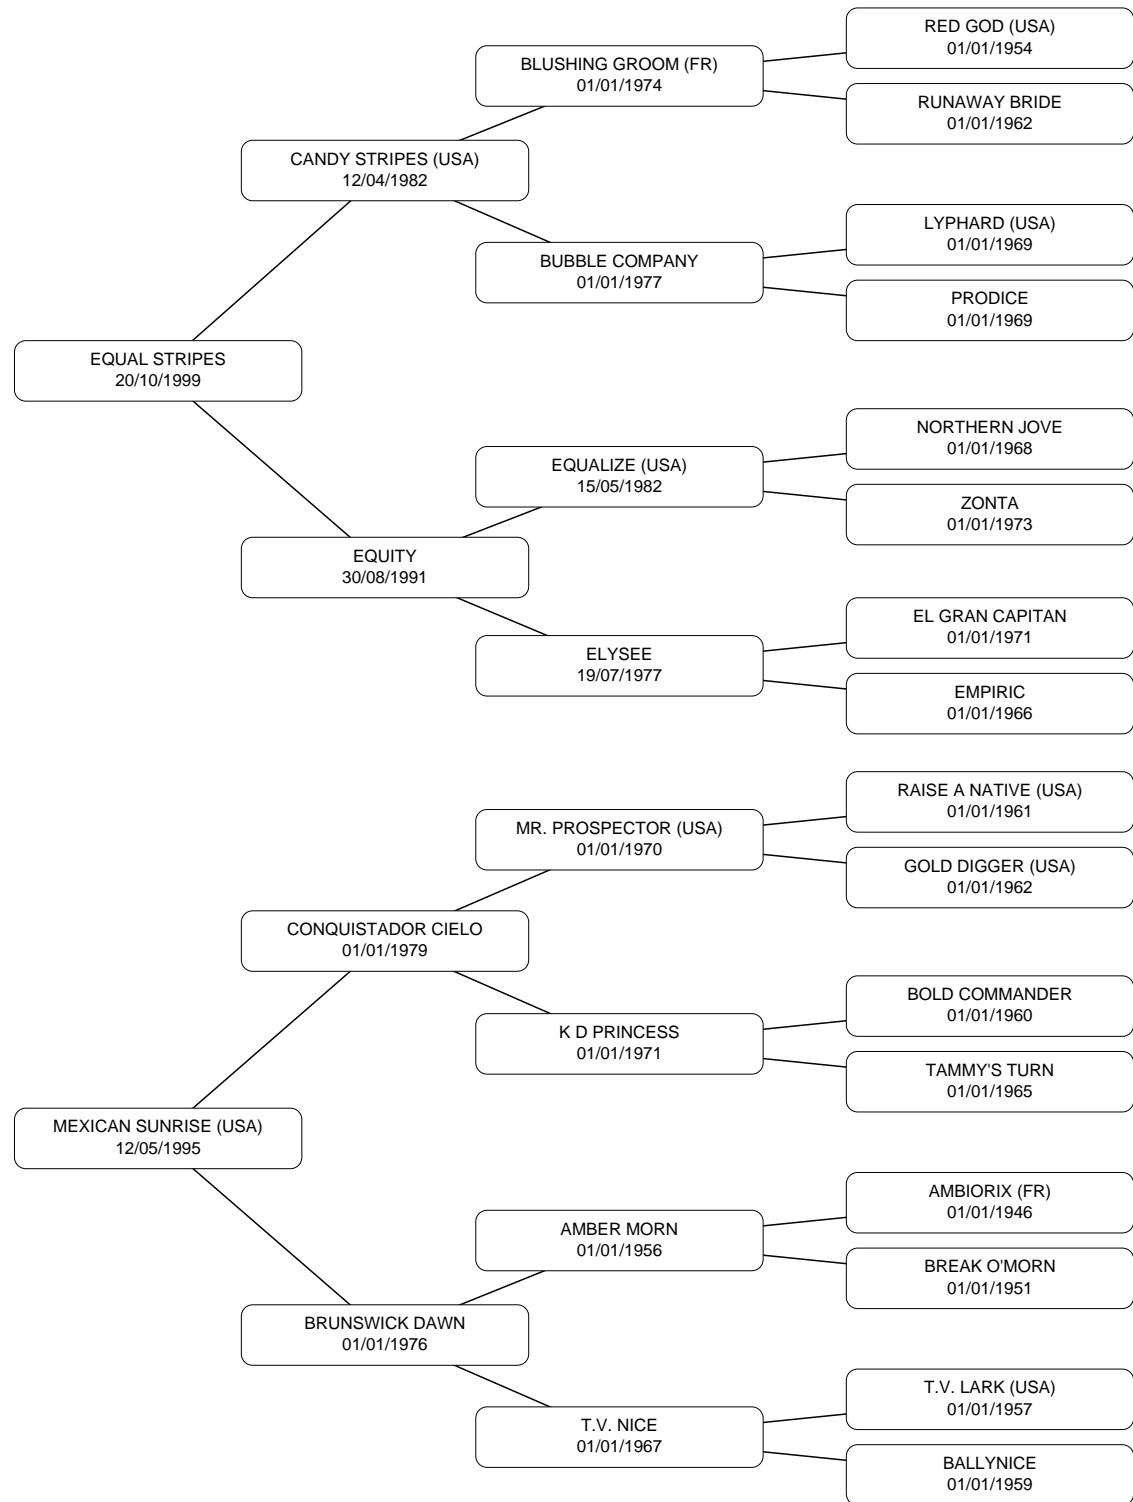 RED GOD (USA)
01/01/1954
BLUSHING GROOM (FR)
01/01/1974
RUNAWAY BRIDE
01/01/1962
CANDY STRIPES (USA)
12/04/1982
LYPHARD (USA)
01/01/1969
BUBBLE COMPANY
01/01/1977
PRODICE
01/01/1969
EQUAL STRIPES
20/10/1999
NORTHERN JOVE
01/01/1968
EQUALIZE (USA)
15/05/1982
ZONTA
01/01/1973
EQUITY
30/08/1991
EL GRAN CAPITAN
01/01/1971
ELYSEE
19/07/1977
EMPIRIC
01/01/1966
RAISE A NATIVE (USA)
01/01/1961
MR. PROSPECTOR (USA)
01/01/1970
GOLD DIGGER (USA)
01/01/1962
CONQUISTADOR CIELO
01/01/1979
BOLD COMMANDER
01/01/1960
K D PRINCESS
01/01/1971
TAMMY'S TURN
01/01/1965
MEXICAN SUNRISE (USA)
12/05/1995
AMBIORIX (FR)
01/01/1946
AMBER MORN
01/01/1956
BREAK O'MORN
01/01/1951
BRUNSWICK DAWN
01/01/1976
T.V. LARK (USA)
01/01/1957
T.V. NICE
01/01/1967
BALLYNICE
01/01/1959